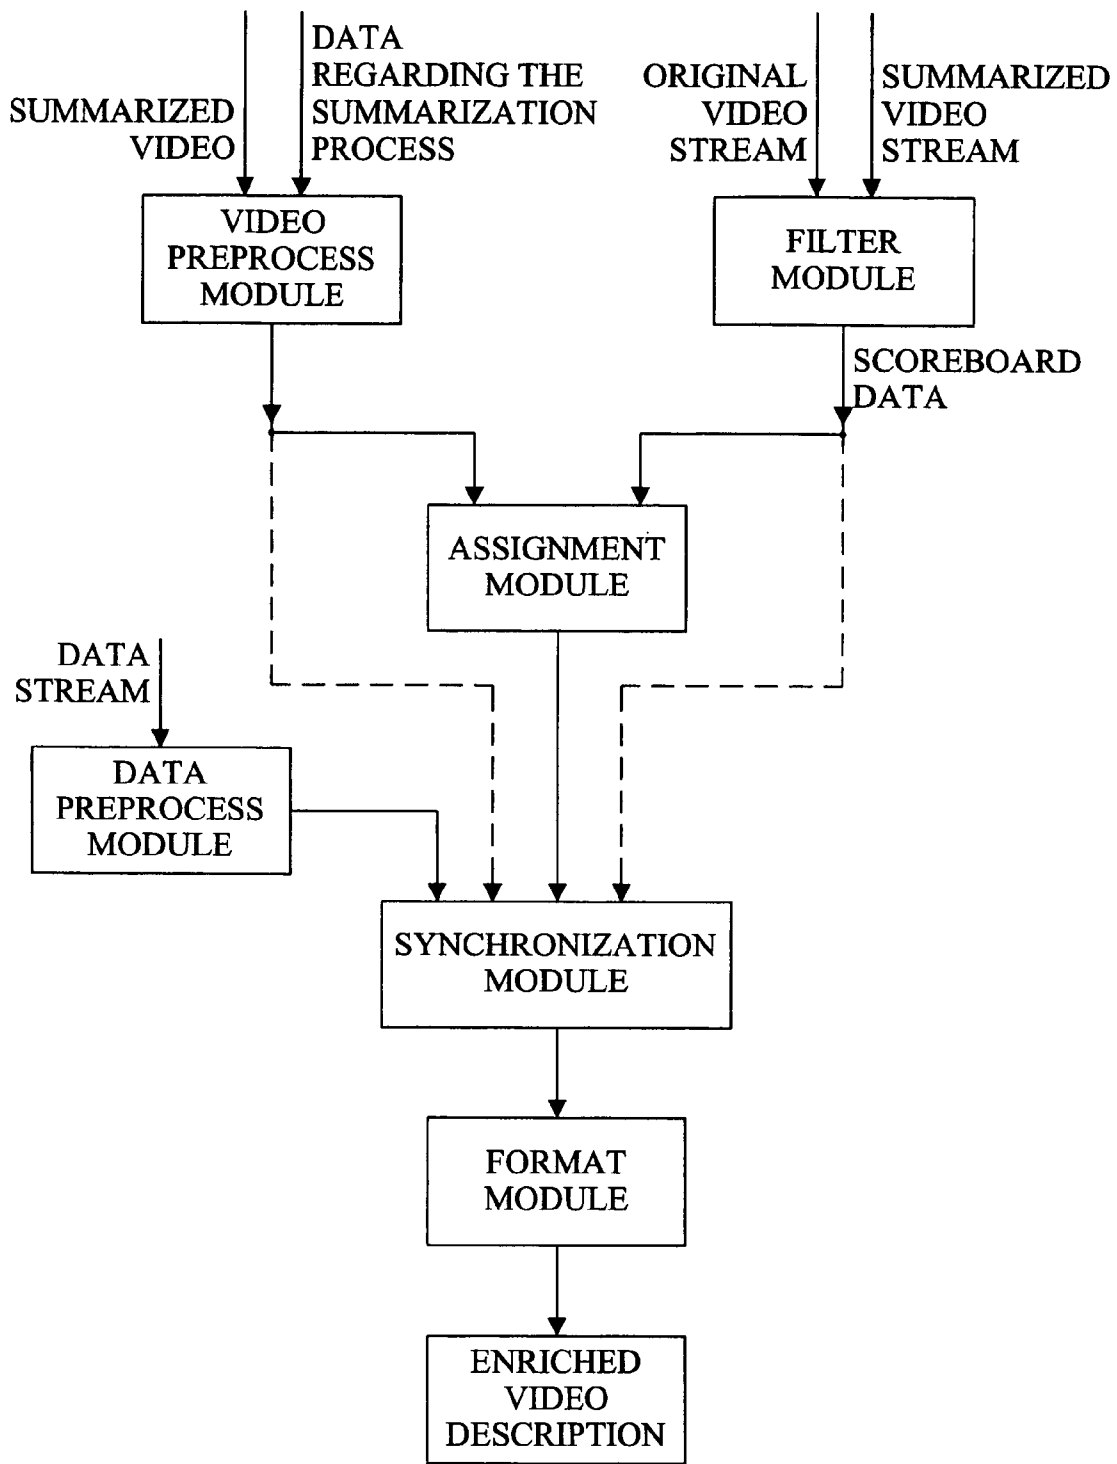 SUMMARIZED
VIDEO
DATA
REGARDING THE
SUMMARIZATION
PROCESS
ORIGINAL
VIDEO
STREAM
SUMMARIZED
VIDEO
STREAM
VIDEO
PREPROCESS
MODULE
FILTER
MODULE
SCOREBOARD
DATA
ASSIGNMENT
MODULE
DATA
STREAM
DATA
PREPROCESS
MODULE
SYNCHRONIZATION
MODULE
FORMAT
MODULE
ENRICHED
VIDEO
DESCRIPTION